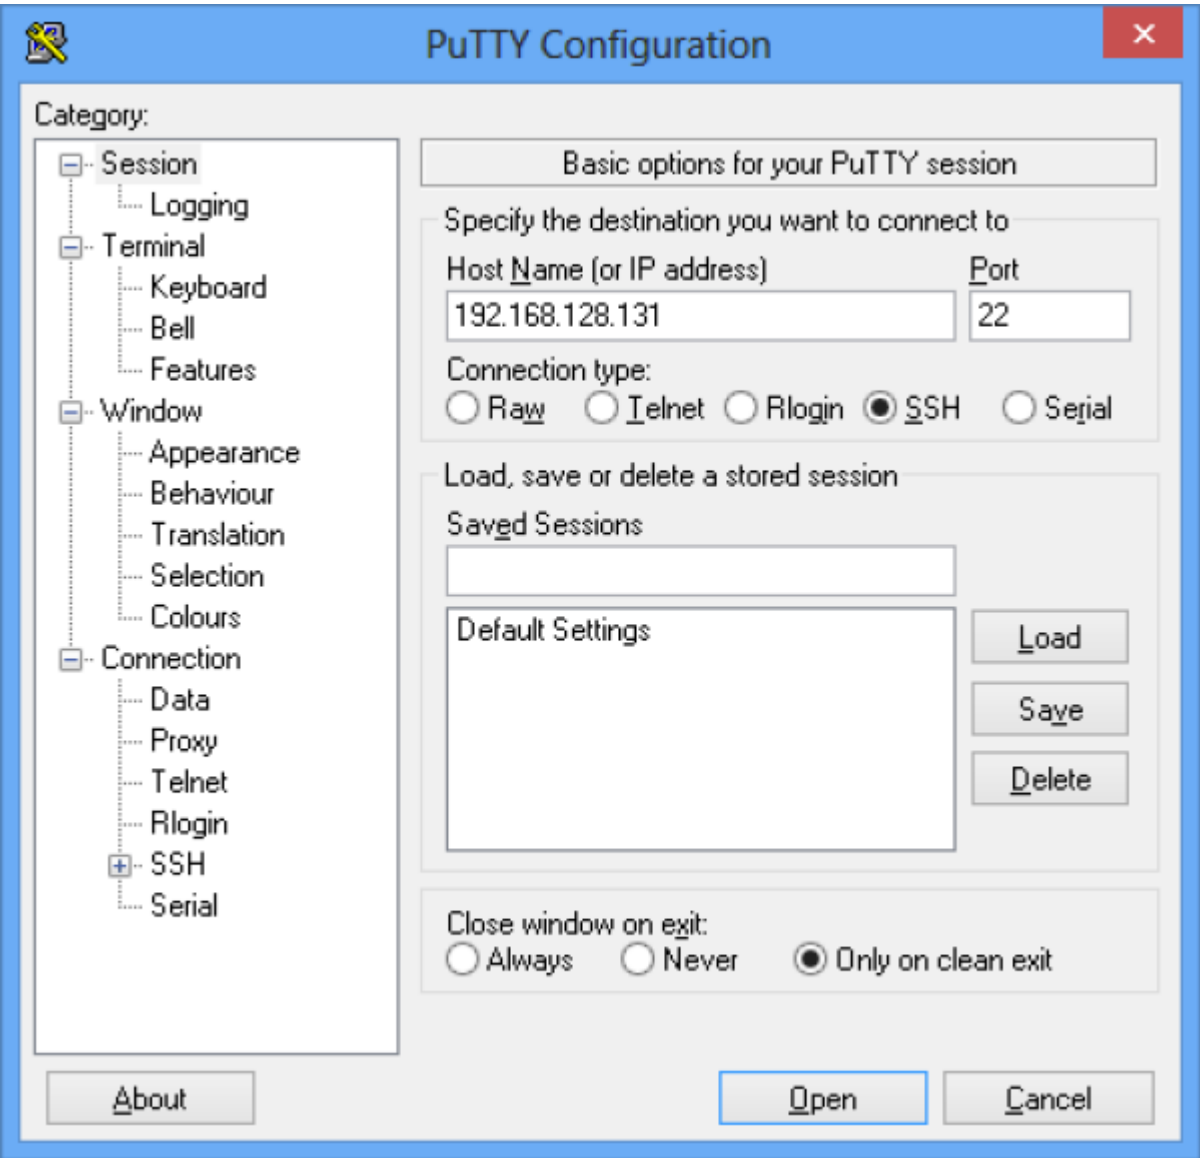 PuTTY Configuration
Category:
Session
Logging
Terminal
Keyboard
Bell
Features
Window
Appearance
Behaviour
Translation
Selection
Colours
Connection
Data
Proxy
Telnet
Rlogin
SSH
Serial
Basic options for your PuTTY session
Specify the destination you want to connect to
Host Name (or IP address) Port
192.168.128.131 22
Connection type:
Raw Telnet Rlogin SSH Serial
Load, save or delete a stored session
Saved Sessions
Default Settings
Load
Save
Delete
Close window on exit:
Always Never Only on clean exit
About Open Cancel